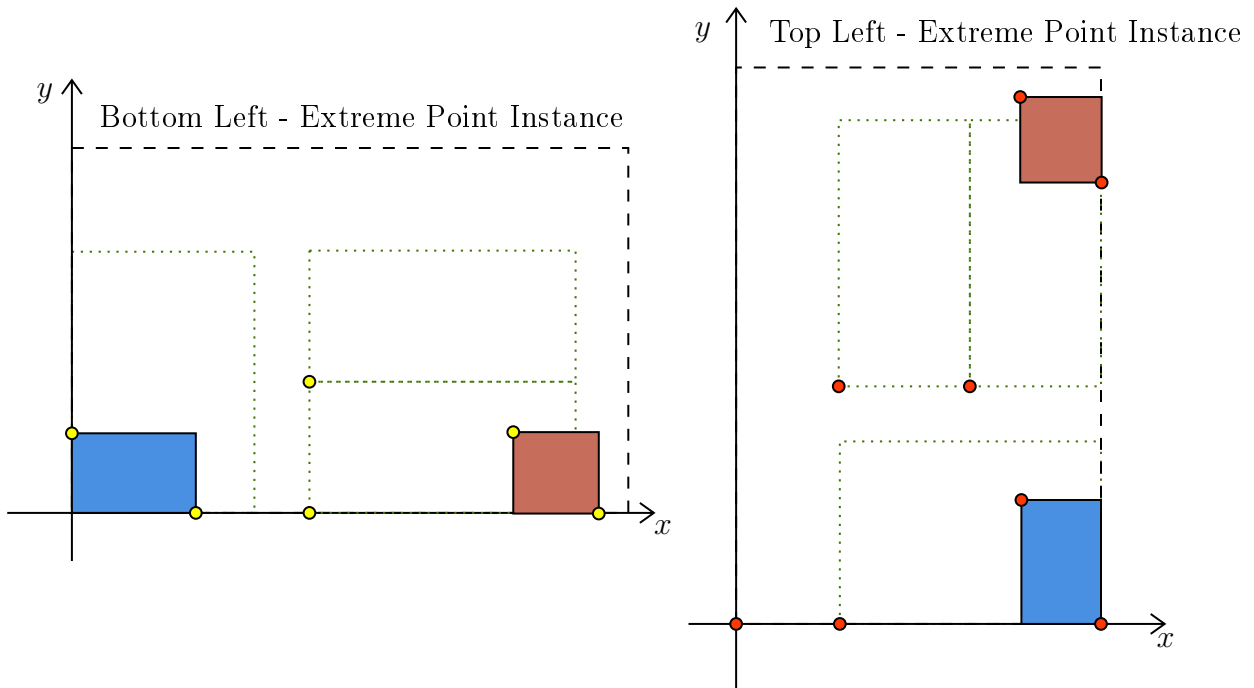 y
Bottom Left - Extreme Point Instance
x
y
Top Left - Extreme Point Instance
x